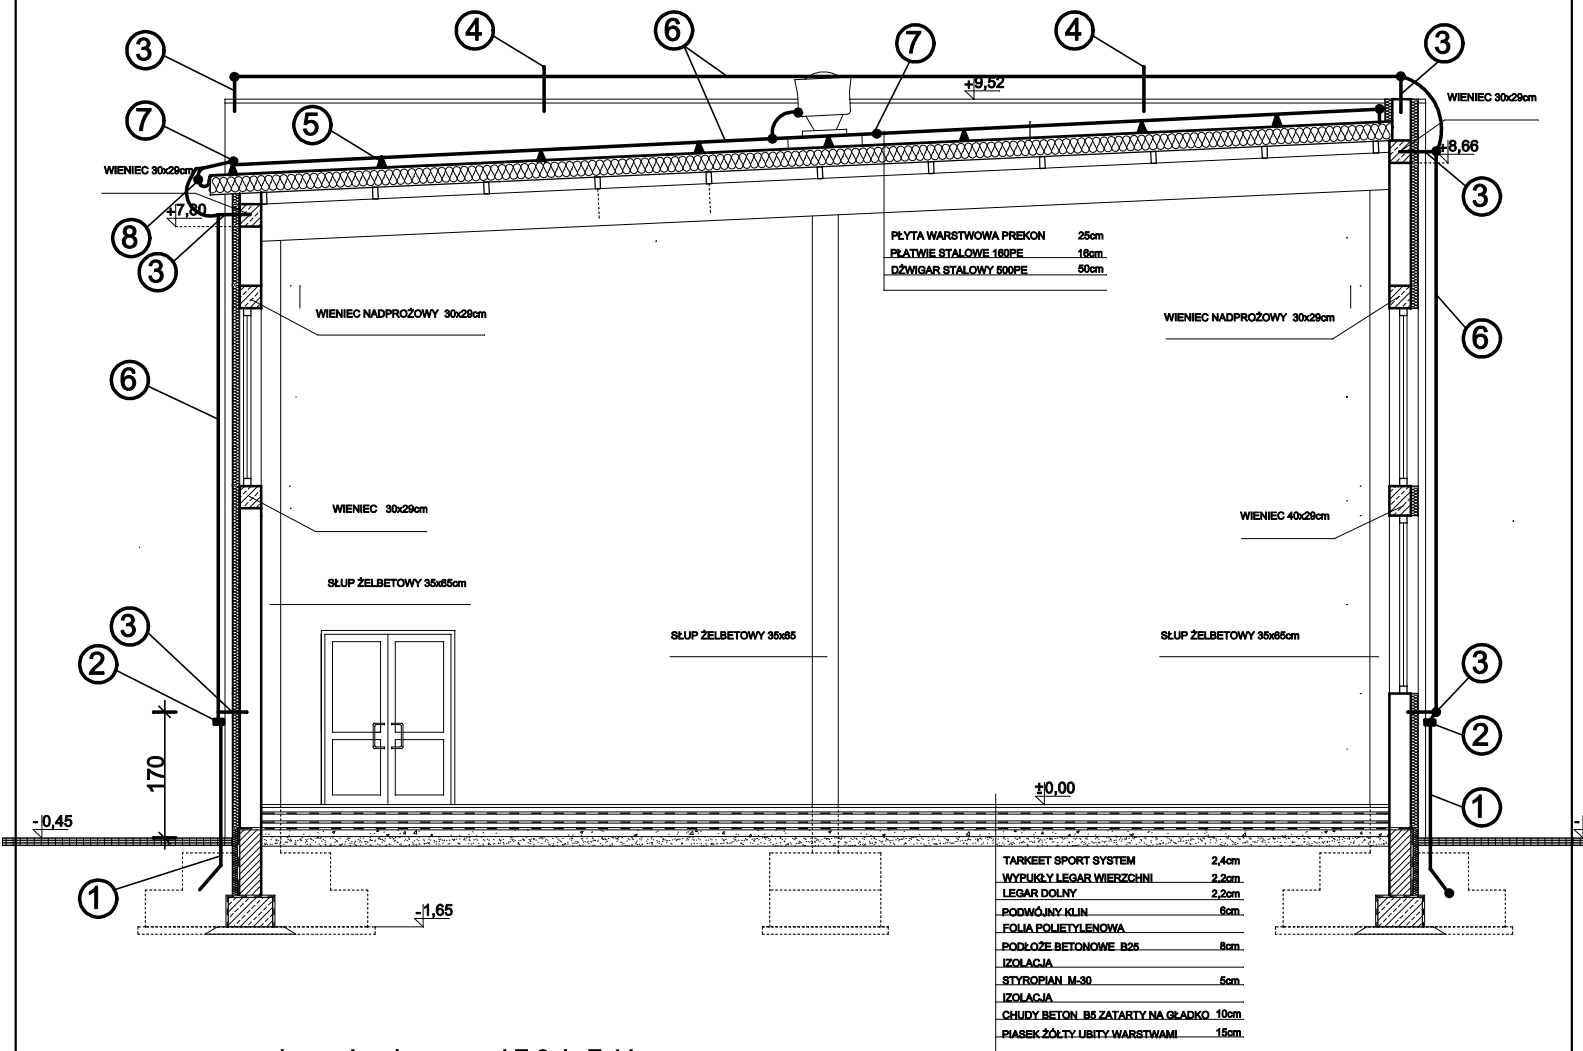 3
4
6
7
4
3
+9,52
WIENIEC 30x29cm
7
5
WIENIEC 30x29cm
+8,66
3
+7,80
8
3
PŁYTA WARSTWOWA PREKON 25cm
PŁATWIE STALOWE 160PE 16cm
DŹWIGAR STALOWY 500PE 50cm
WIENIEC NADPROŻOWY 30x29cm
WIENIEC NADPROŻOWY 30x29cm
6
6
WIENIEC 30x29cm
WIENIEC 40x29cm
SŁUP ŻELBETOWY 35x65cm
3
SŁUP ŻELBETOWY 35x65
SŁUP ŻELBETOWY 35x65cm
2
3
2
170
±0,00
1
-0,45
1
-1,65
TARKEET SPORT SYSTEM 2,4cm
WYPUKŁY LEGAR WIERZCHNI 2,2cm
LEGAR DOLNY 2,2cm
PODWÓJNY KLIN 6cm
FOLIA POLIETYLENOWA
PODŁOŻE BETONOWE B25 8cm
IZOLACJA
STYROPIAN M-30 5cm
IZOLACJA
CHUDY BETON B5 ZATARTY NA GŁADKO 10cm
PIASEK ŻÓŁTY UBITY WARSTWAMI 15cm